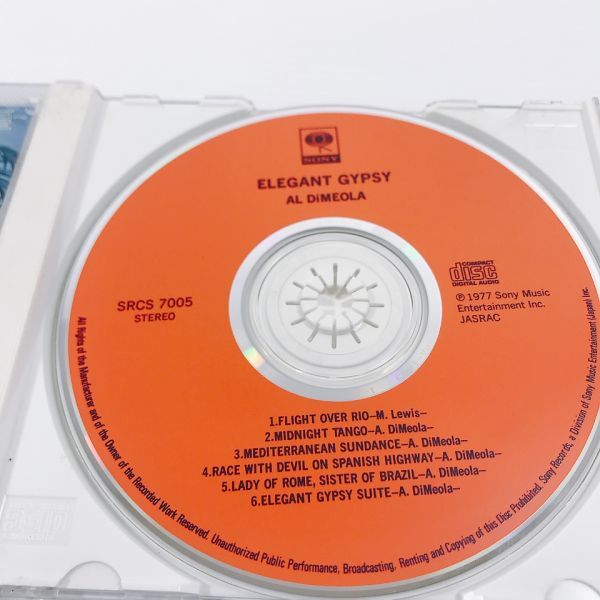 SONY
ELEGANT GYPSY
AL DiMEOLA
SRCS 7005
STEREO
COMPACT
disc
DIGITAL AUDIO
℗ 1977 Sony Music
Entertainment Inc.
JASRAC
1.FLIGHT OVER RIO—M. Lewis—
2.MIDNIGHT TANGO—A. DiMeola—
3.MEDITERRANEAN SUNDANCE—A. DiMeola—
4.RACE WITH DEVIL ON SPANISH HIGHWAY—A. DiMeola—
5.LADY OF ROME, SISTER OF BRAZIL—A. DiMeola—
6.ELEGANT GYPSY SUITE—A. DiMeola—
All Rights of the Manufacturer and of the Owner of the Recorded Work Reserved. Unauthorized Public Performance, Broadcasting, Renting and Copying of this Disc Prohibited. Sony Records, a Division of Sony Music Entertainment (Japan) Inc.
disc